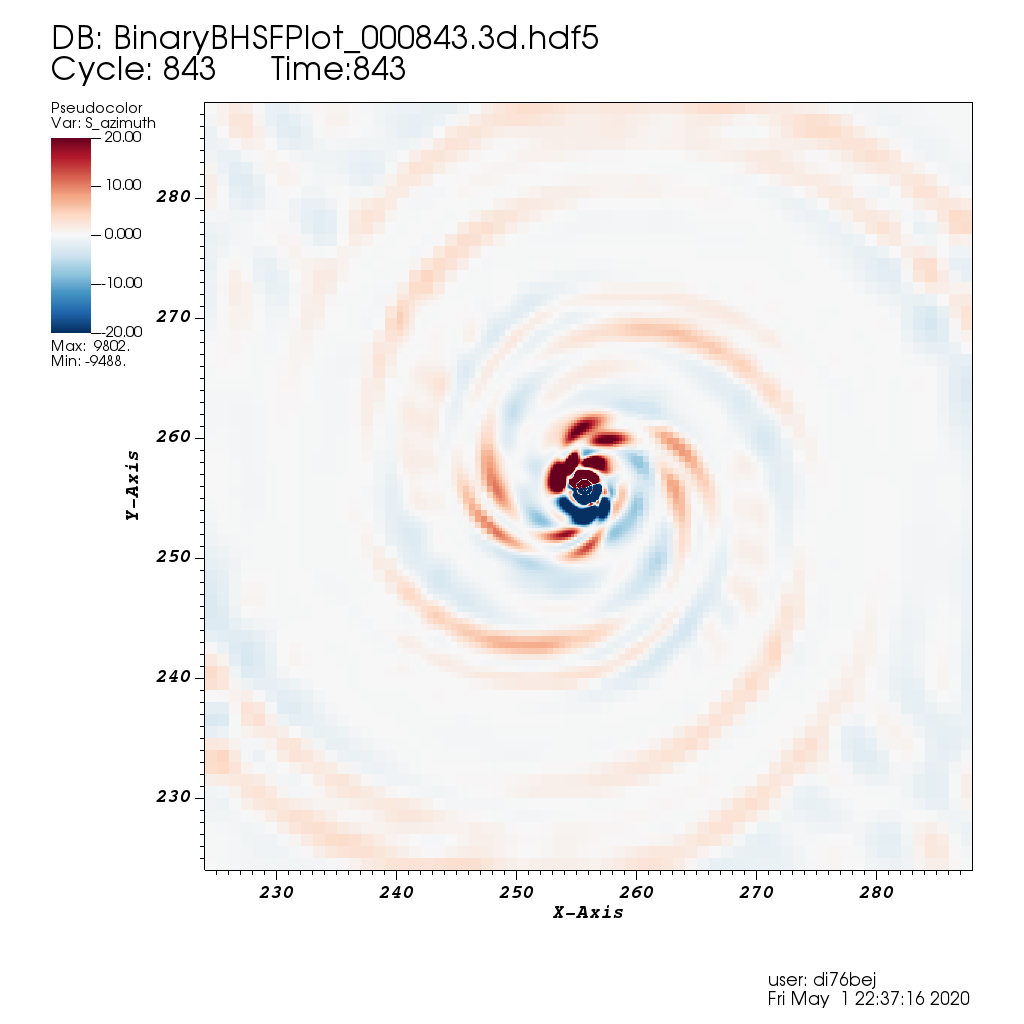 DB: BinaryBHSFPlot_000843.3d.hdf5
Cycle: 843 Time:843
Pseudocolor
Var: S_azimuth
20.00
10.00
0.000
-10.00
-20.00
Max: 9802.
Min: -9488.
280
270
260
250
240
230
Y-Axis
230 240 250 260 270 280
X-Axis
user: di76bej
Fri May 1 22:37:16 2020